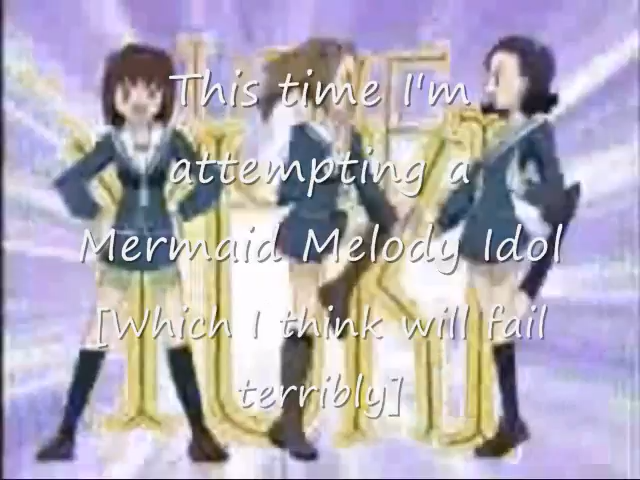 This time I'm
attempting a
Mermaid Melody Idol
[Which I think will fail
terribly]